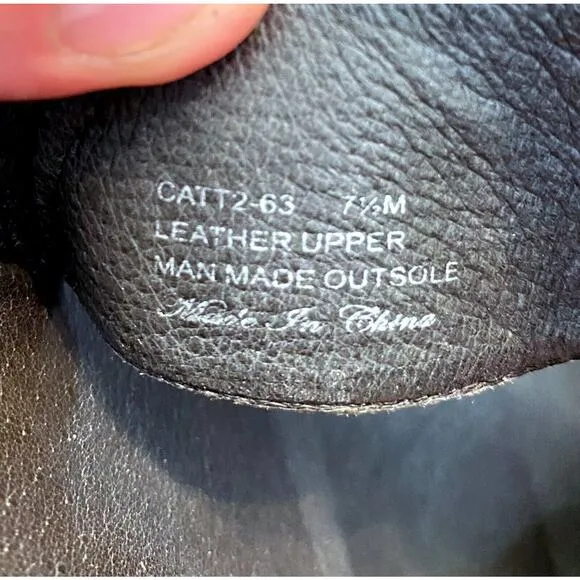 CATT2-63 7½M
LEATHER UPPER
MAN MADE OUTSOLE
Made In China